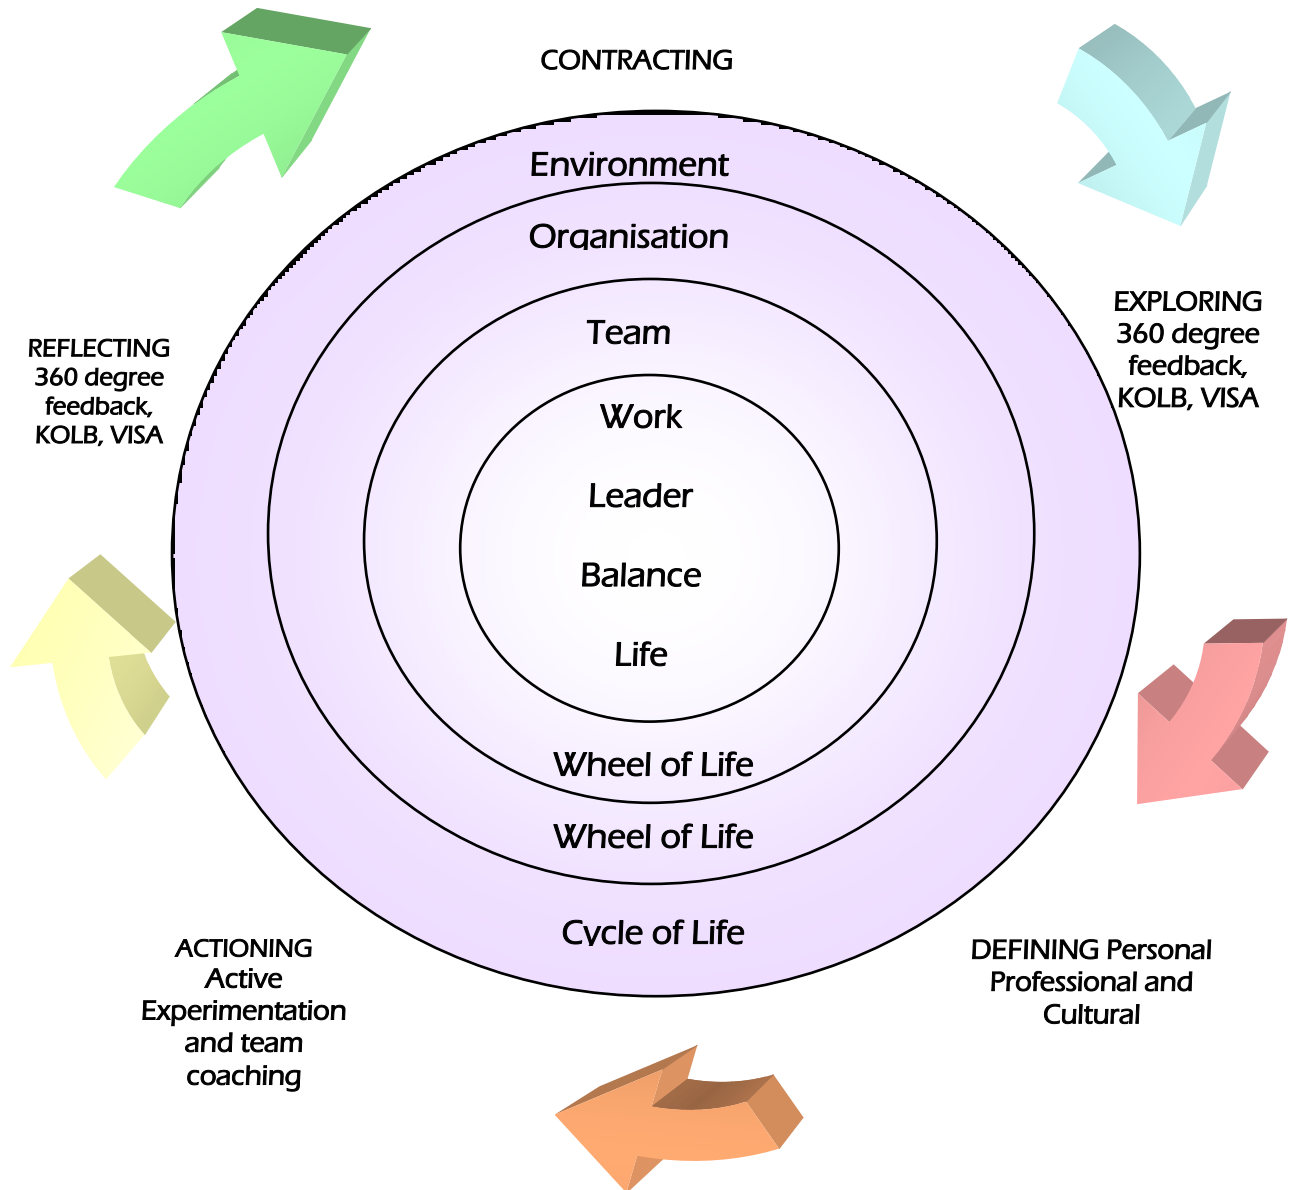 CONTRACTING
Environment
Organisation
Team
Work
Leader
Balance
Life
Wheel of Life
Wheel of Life
Cycle of Life
EXPLORING
360 degree
feedback,
KOLB, VISA
DEFINING Personal
Professional and
Cultural
ACTIONING
Active
Experimentation
and team
coaching
REFLECTING
360 degree
feedback,
KOLB, VISA